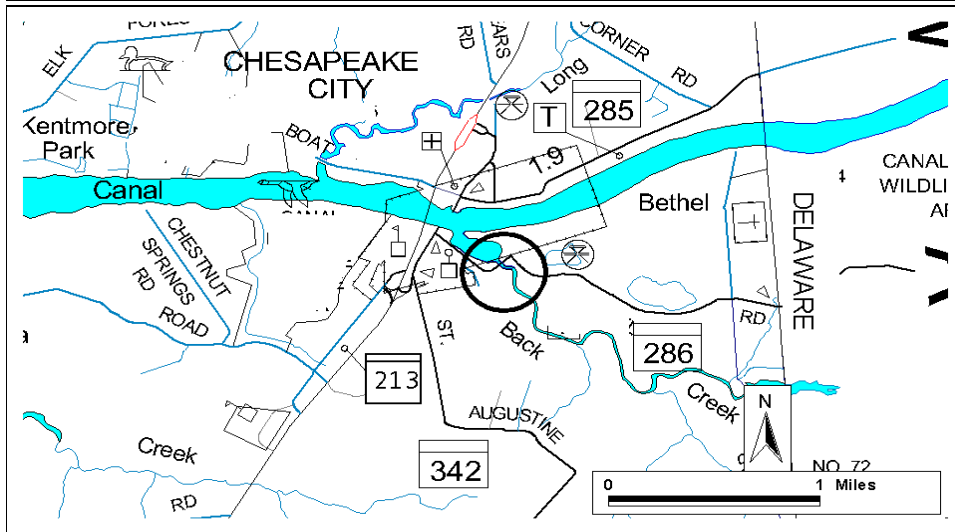 ELK
CHESAPEAKE
CITY
RD
CORNER
RD
Long
285
T
Kentmore
Park
BOAT
1.9
Canal
Bethel
CANAL
DELAWARE
CHESTNUT
SPRINGS
RD
ROAD
ST.
Back
RD
286
213
Creek
AUGUSTINE
Creek
342
N
NO. 72
RD
0 1 Miles